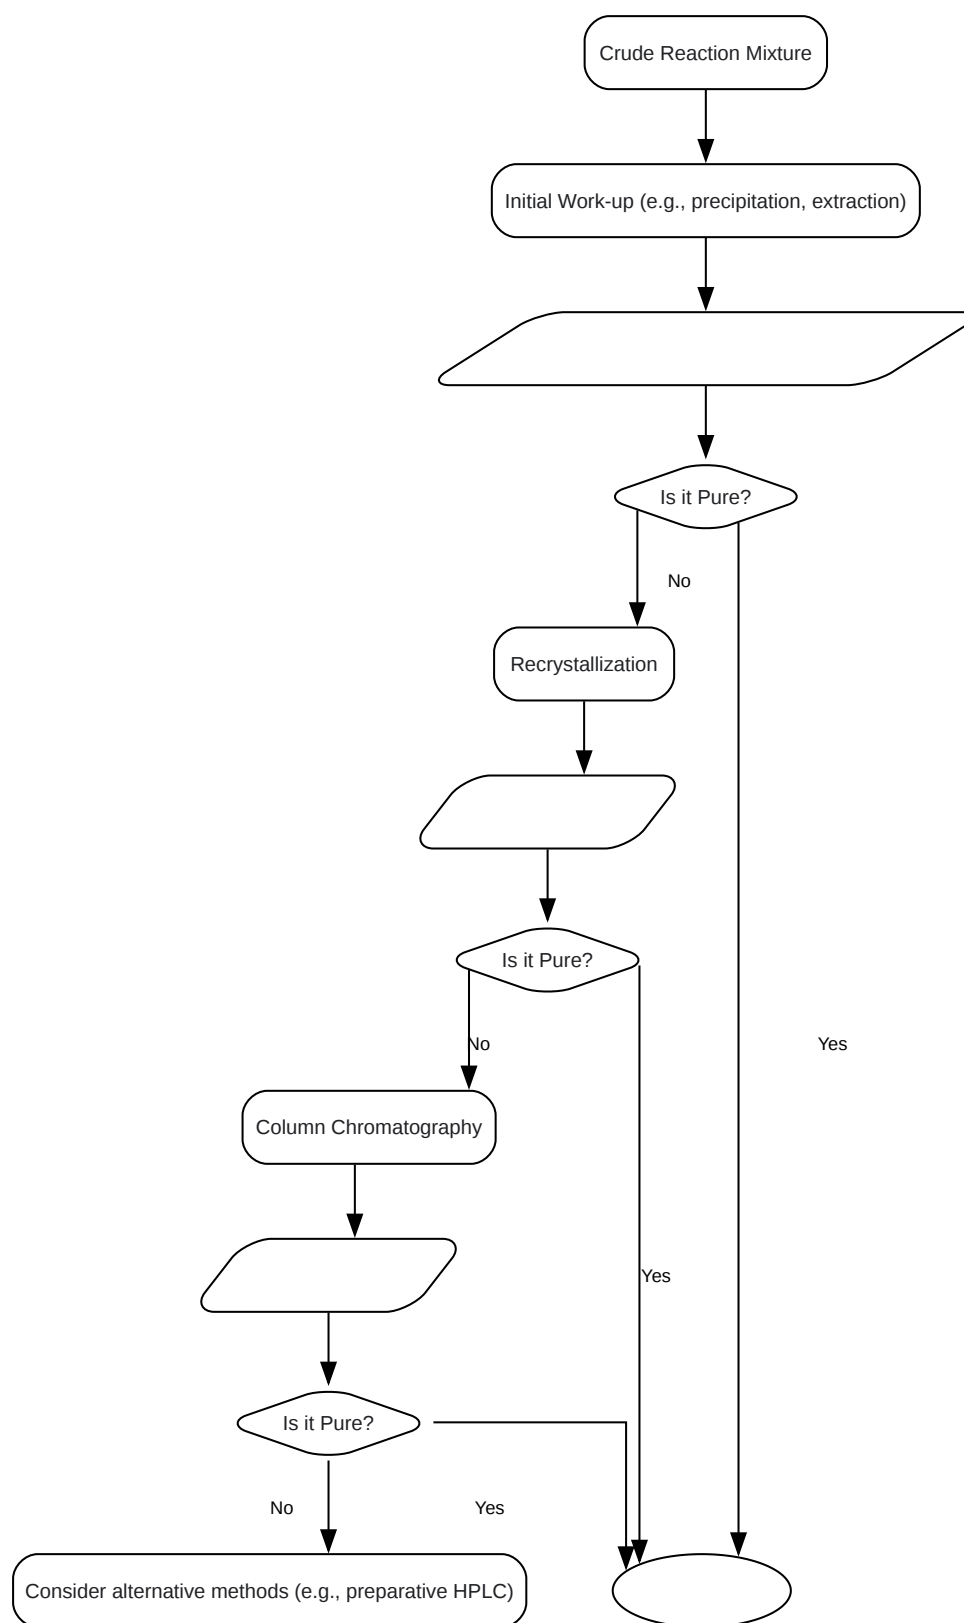 Crude Reaction Mixture
Initial Work-up (e.g., precipitation, extraction)
Is it Pure?
No
Recrystallization
Is it Pure?
No
Yes
Column Chromatography
Yes
Is it Pure?
No
Yes
Consider alternative methods (e.g., preparative HPLC)